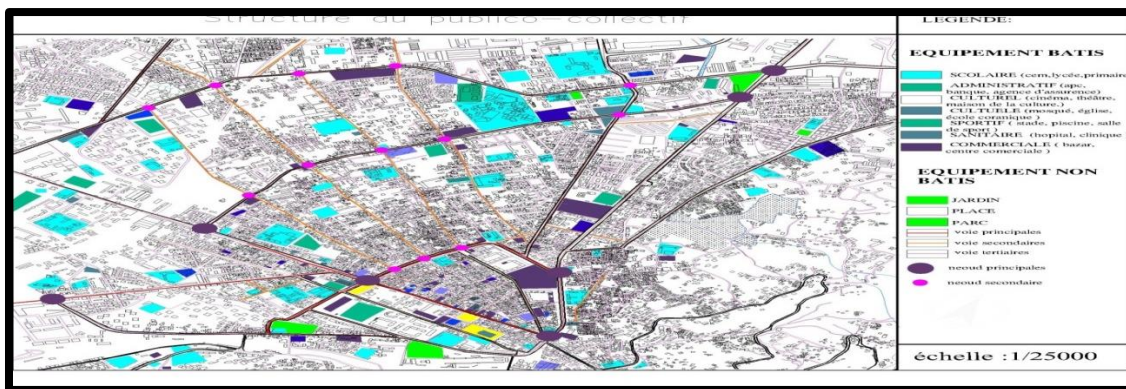 Structure du publico-collectif
LEGENDE:
EQUIPEMENT BATIS
SCOLAIRE (cem,lycée,primaire
ADMINISTRATIF (apc,
banque, agence d'assurence)
CULTUREL (cinéma, théâtre,
maison de la culture,)
CULTUELE (mosqué, église,
école coranique )
SPORTIF ( stade, piscine, salle
de sport )
SANITAIRE (hopital, clinique
COMMERCIALE ( bazar,
centre comerciale )
EQUIPEMENT NON
BATIS
JARDIN
PLACE
PARC
voie principales
voie secondaires
voie tertiaires
neoud principales
neoud secondaire
échelle :1/25000